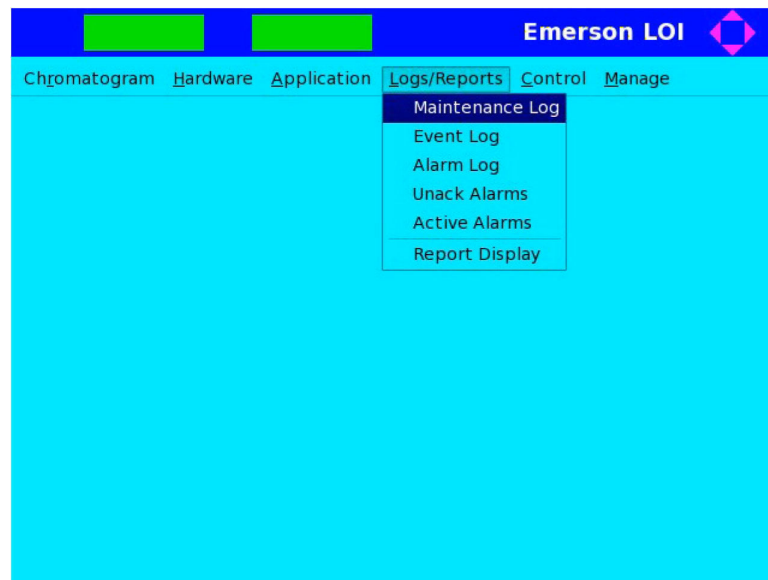 Emerson LOI
Chromatogram Hardware Application Logs/Reports Control Manage
Maintenance Log
Event Log
Alarm Log
Unack Alarms
Active Alarms
Report Display